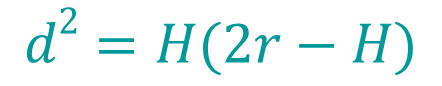 d² = H(2r − H)